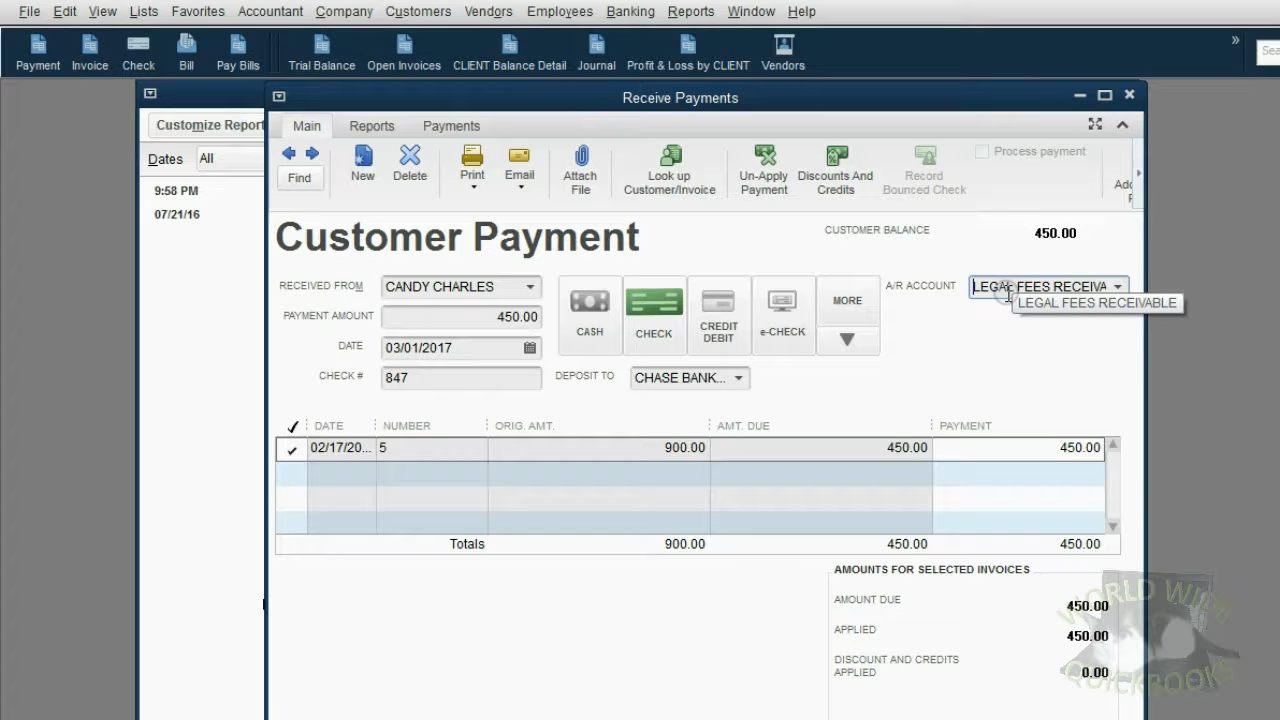 File Edit View Lists Favorites Accountant Company Customers Vendors Employees Banking Reports Window Help
Payment Invoice Check Bill Pay Bills Trial Balance Open Invoices CLIENT Balance Detail Journal Profit & Loss by CLIENT Vendors »
Receive Payments
Customize Report
Main Reports Payments
Dates All
Find New Delete Print Email Attach File Look up Customer/Invoice Un-Apply Payment Discounts And Credits Record Bounced Check Process payment
9:58 PM
07/21/16
Customer Payment
CUSTOMER BALANCE 450.00
RECEIVED FROM CANDY CHARLES
A/R ACCOUNT LEGAL FEES RECEIVA
LEGAL FEES RECEIVABLE
PAYMENT AMOUNT 450.00
CASH CHECK CREDIT DEBIT e-CHECK MORE
DATE 03/01/2017
CHECK # 847
DEPOSIT TO CHASE BANK...
DATE NUMBER ORIG. AMT. AMT. DUE PAYMENT
02/17/20... 5 900.00 450.00 450.00
Totals 900.00 450.00 450.00
AMOUNTS FOR SELECTED INVOICES
AMOUNT DUE 450.00
APPLIED 450.00
DISCOUNT AND CREDITS
APPLIED 0.00
WORLD WIDE
QUICKBOOKS